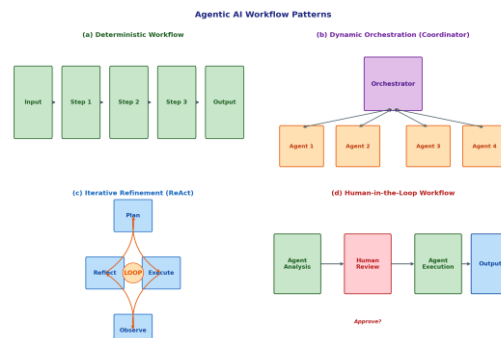 Agentic AI Workflow Patterns
(a) Deterministic Workflow
Input
Step 1
Step 2
Step 3
Output
(b) Dynamic Orchestration (Coordinator)
Orchestrator
Agent 1
Agent 2
Agent 3
Agent 4
(c) Iterative Refinement (ReAct)
Plan
Reflect
LOOP
Execute
Observe
(d) Human-in-the-Loop Workflow
Agent
Analysis
Human
Review
Agent
Execution
Output
Approve?